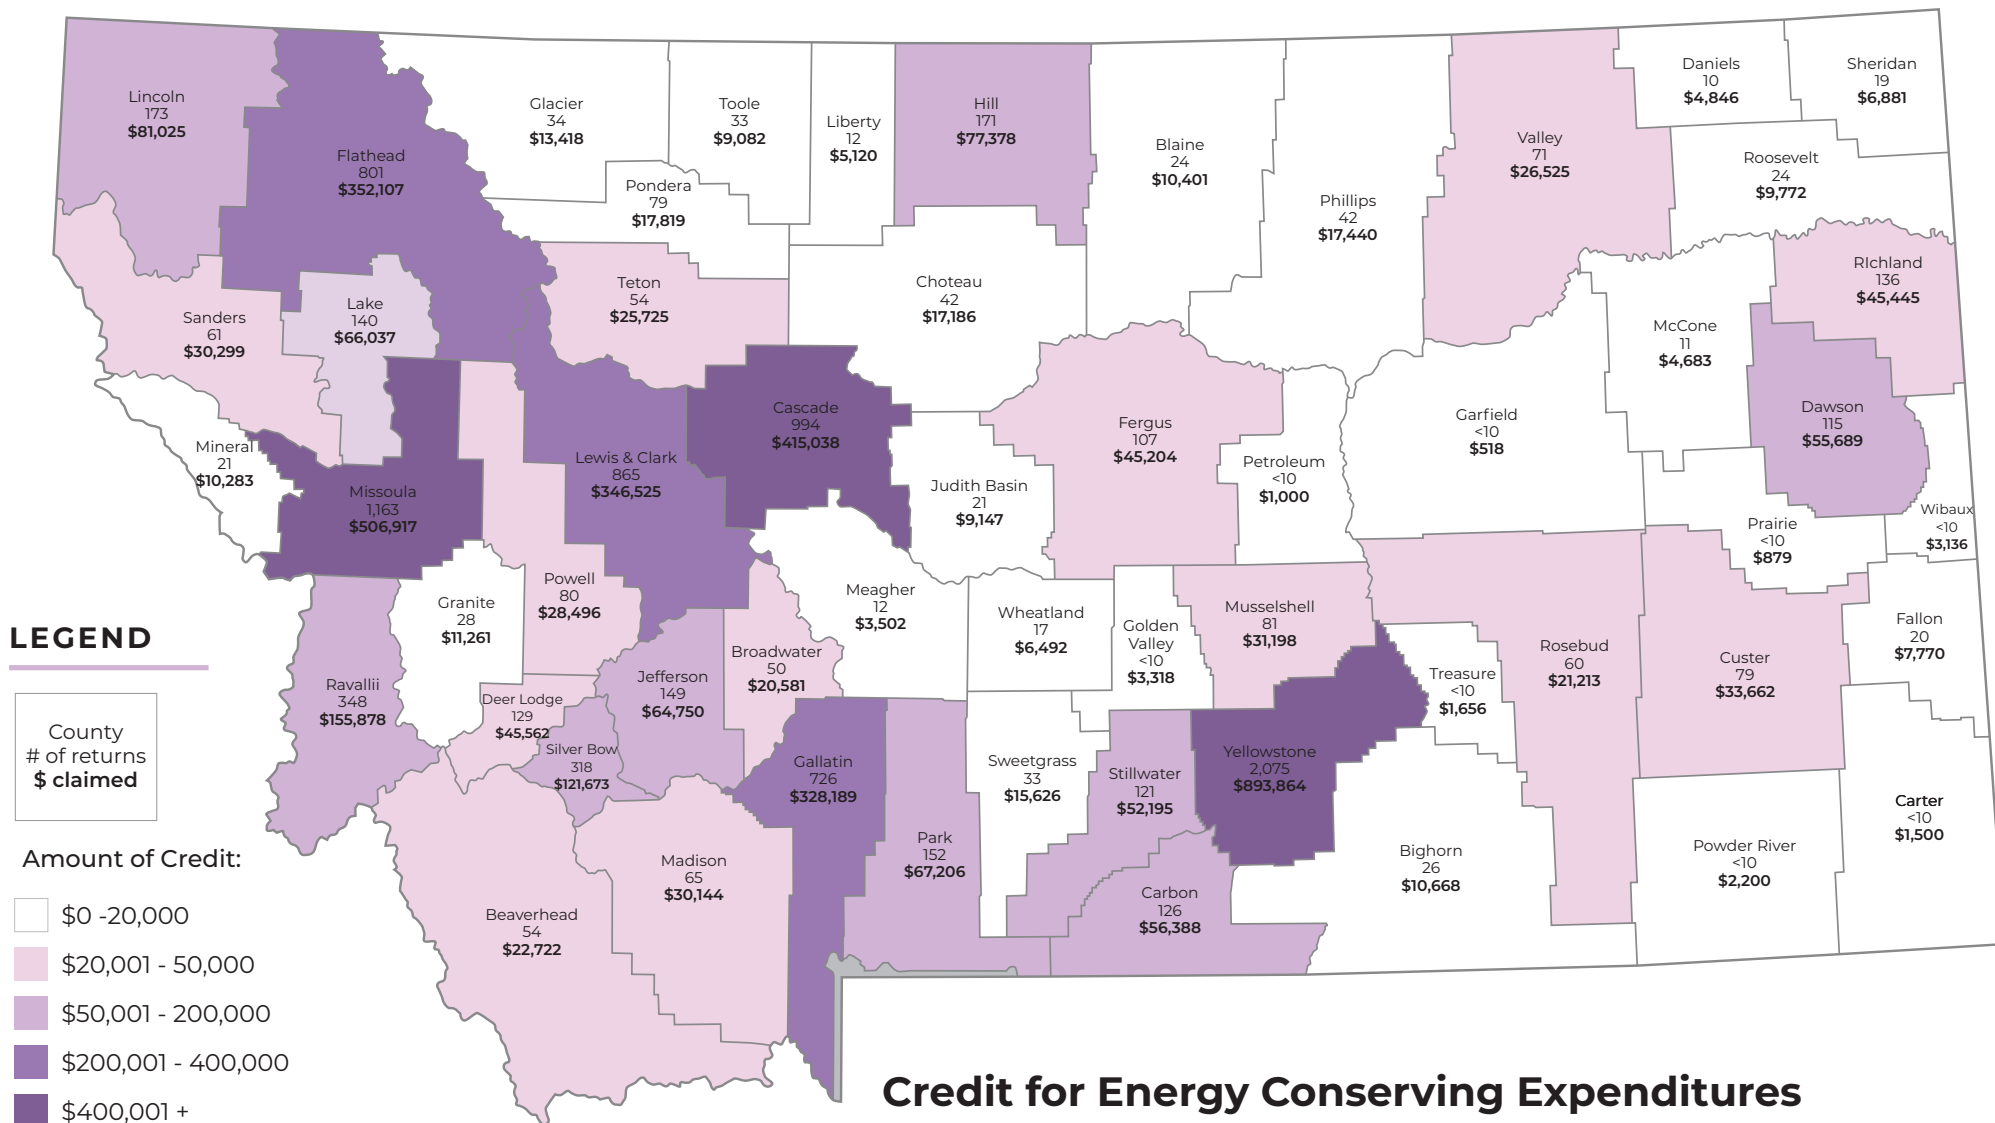 Lincoln
173
$81,025
Flathead
801
$352,107
Glacier
34
$13,418
Toole
33
$9,082
Liberty
12
$5,120
Hill
171
$77,378
Blaine
24
$10,401
Phillips
42
$17,440
Valley
71
$26,525
Daniels
10
$4,846
Sheridan
19
$6,881
Roosevelt
24
$9,772
Pondera
79
$17,819
Teton
54
$25,725
Choteau
42
$17,186
Sanders
61
$30,299
Lake
140
$66,037
McCone
11
$4,683
RIchland
136
$45,445
Dawson
115
$55,689
Mineral
21
$10,283
Missoula
1,163
$506,917
Lewis & Clark
865
$346,525
Cascade
994
$415,038
Judith Basin
21
$9,147
Fergus
107
$45,204
Petroleum
<10
$1,000
Garfield
<10
$518
Prairie
<10
$879
Wibaux
<10
$3,136
Powell
80
$28,496
Granite
28
$11,261
Ravallii
348
$155,878
Deer Lodge
129
$45,562
Silver Bow
318
$121,673
Jefferson
149
$64,750
Broadwater
50
$20,581
Meagher
12
$3,502
Wheatland
17
$6,492
Golden
Valley
<10
$3,318
Musselshell
81
$31,198
Treasure
<10
$1,656
Rosebud
60
$21,213
Custer
79
$33,662
Fallon
20
$7,770
Gallatin
726
$328,189
Park
152
$67,206
Sweetgrass
33
$15,626
Stillwater
121
$52,195
Yellowstone
2,075
$893,864
Carbon
126
$56,388
Bighorn
26
$10,668
Powder River
<10
$2,200
Carter
<10
$1,500
Beaverhead
54
$22,722
Madison
65
$30,144
LEGEND
County
# of returns
$ claimed
Amount of Credit:
$0 -20,000
$20,001 - 50,000
$50,001 - 200,000
$200,001 - 400,000
$400,001 +
Credit for Energy Conserving Expenditures